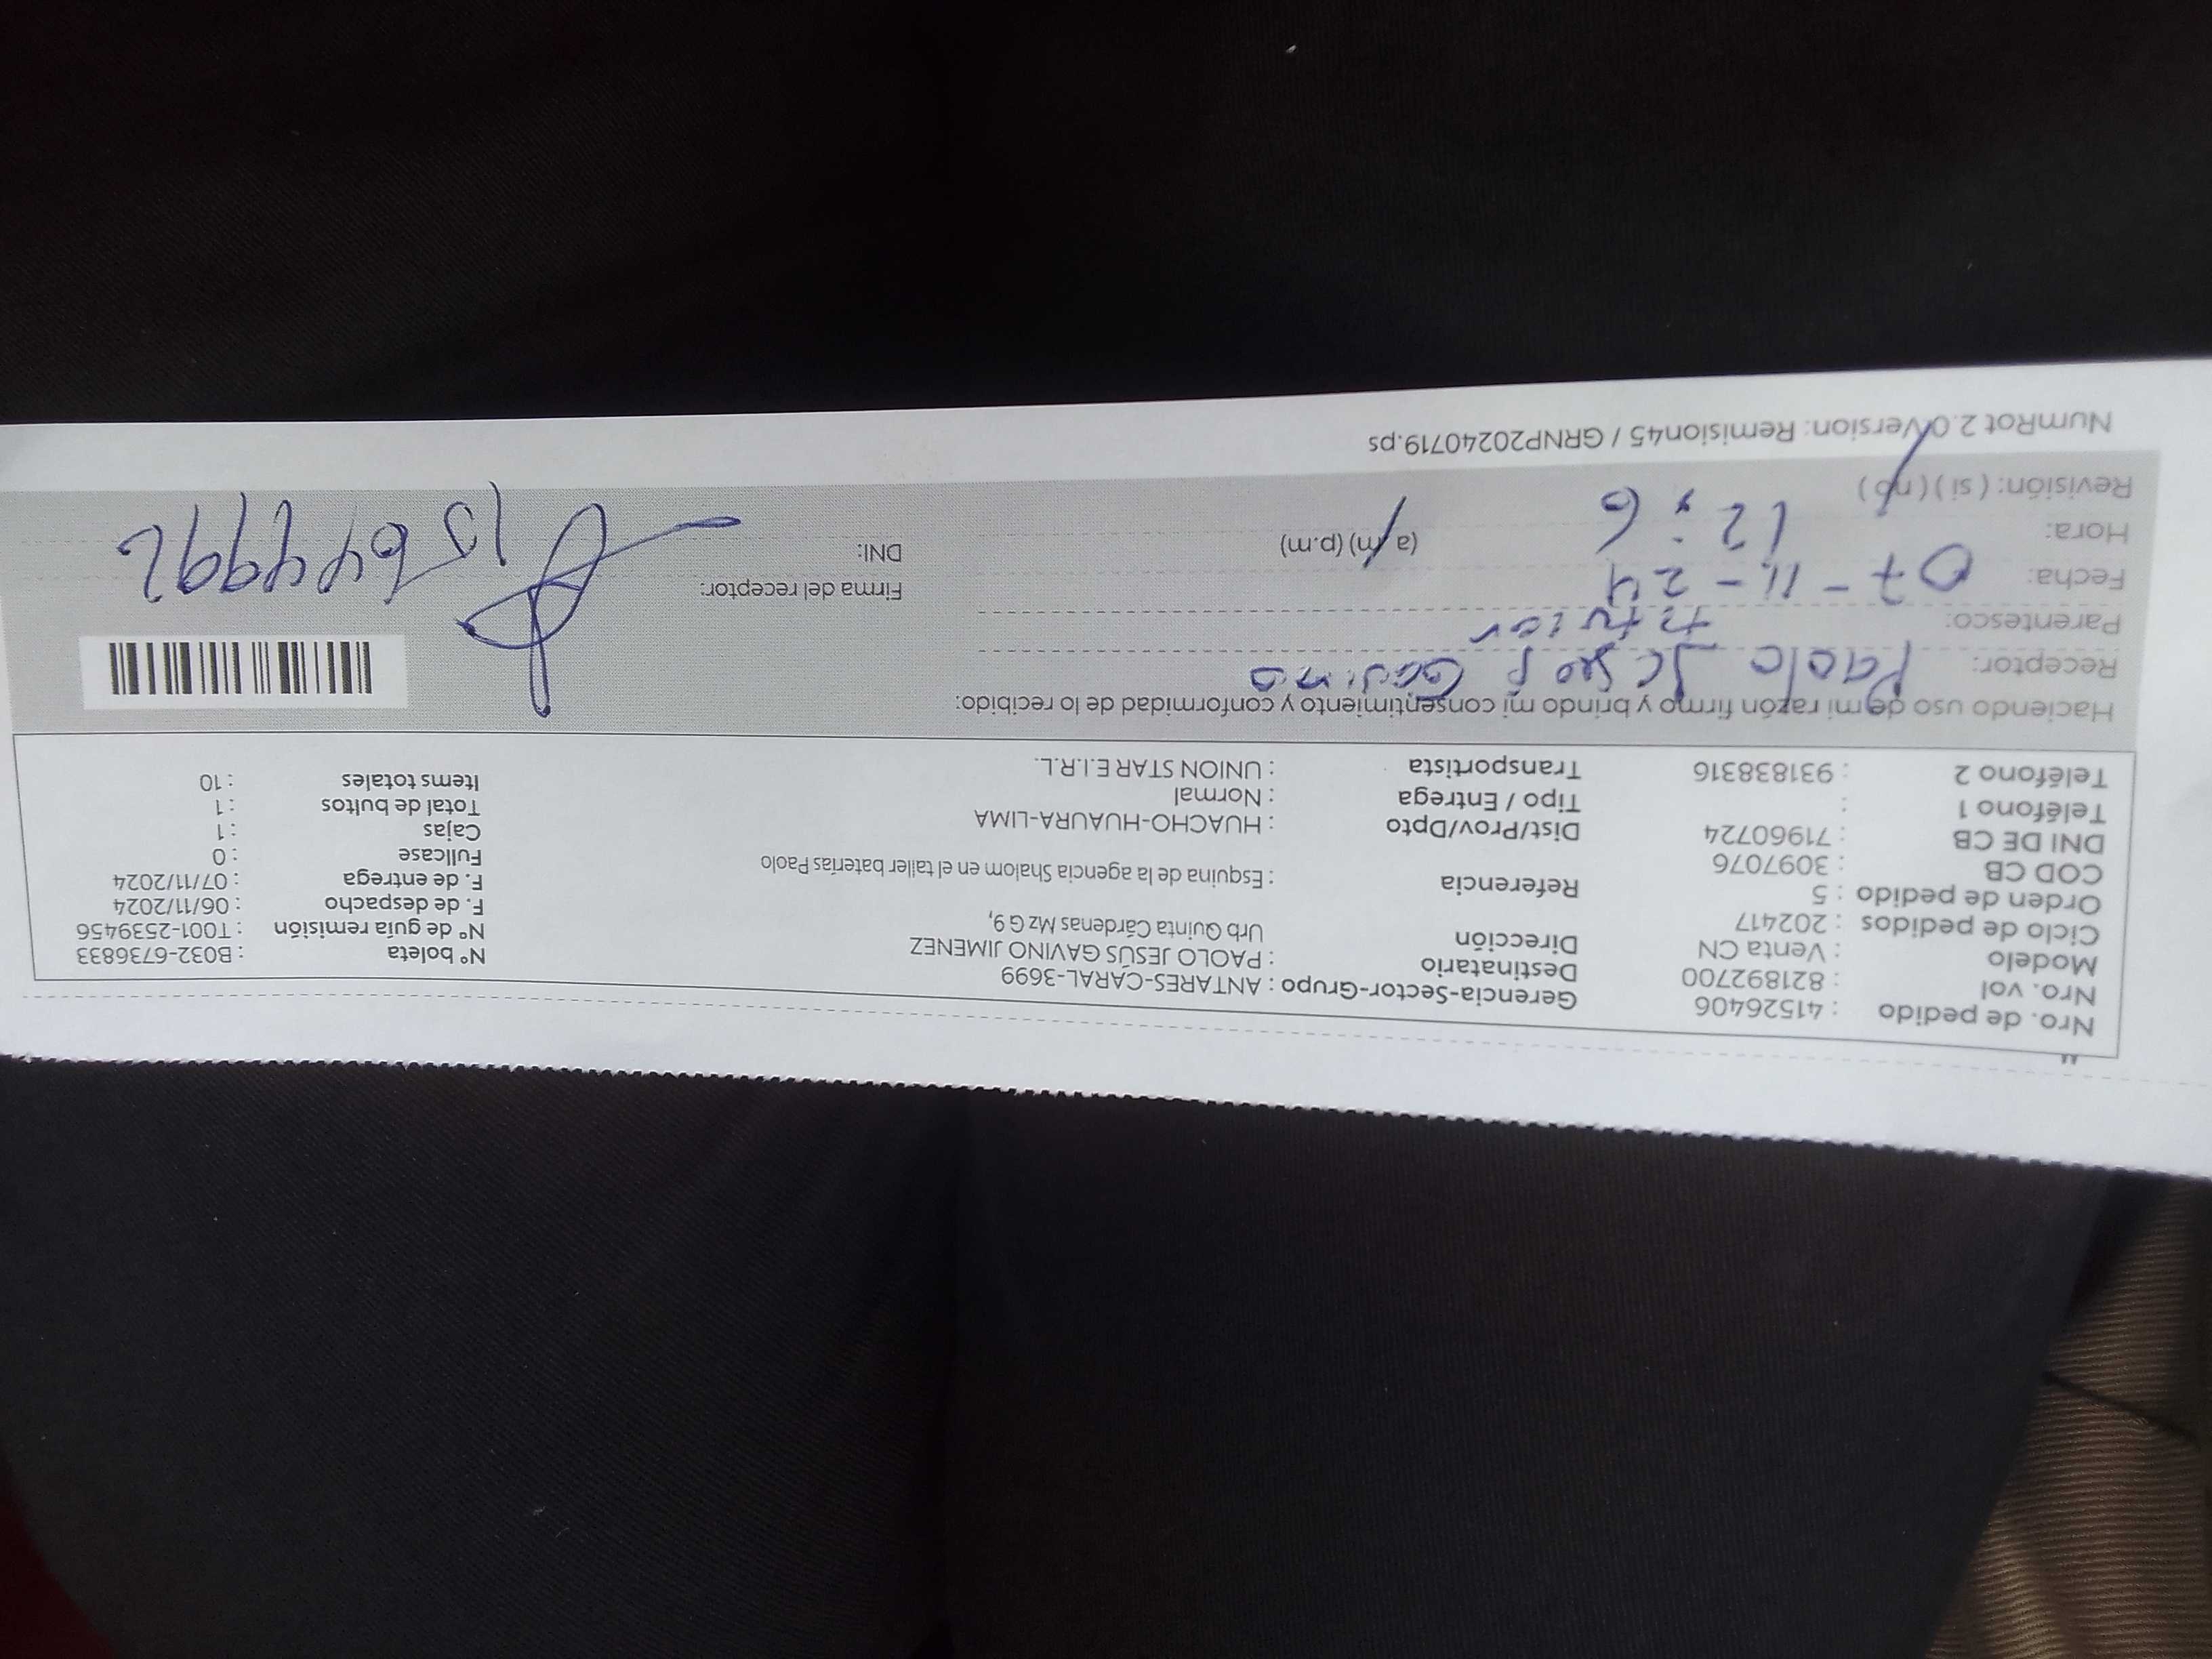 Nro. de pedido : 41526406
Nro. vol : 821892700
Modelo : Venta CN
Ciclo de pedidos : 202417
Orden de pedido : 5
COD CB : 3097076
DNI DE CB : 71960724
Teléfono 1 :
Teléfono 2 : 931838316
Gerencia-Sector-Grupo : ANTARES-CARAL-3699
Destinatario : PAOLO JESÚS GAVINO JIMENEZ
Dirección Urb Quinta Cárdenas Mz G 9,
Referencia : Esquina de la agencia Shalom en el taller baterías Paolo
Dist/Prov/Dpto : HUACHO-HUAURA-LIMA
Tipo / Entrega : Normal
Transportista : UNION STAR E.I.R.L.
N° boleta : B032-6736833
N° de guía remisión : T001-2539456
F. de despacho : 06/11/2024
F. de entrega : 07/11/2024
Fullcase : 0
Cajas : 1
Total de bultos : 1
Items totales : 10
Haciendo uso de mi razón firmo y brindo mi consentimiento y conformidad de lo recibido:
Receptor: Paolo
Parentesco: titular
Fecha: 07-11-24
Hora: 12:6 (a.m) (p.m)
Revisión: (si) (no)
Firma del receptor:
DNI:
NumRot 2.0/Version: Remision45 / GRNP20240719.ps